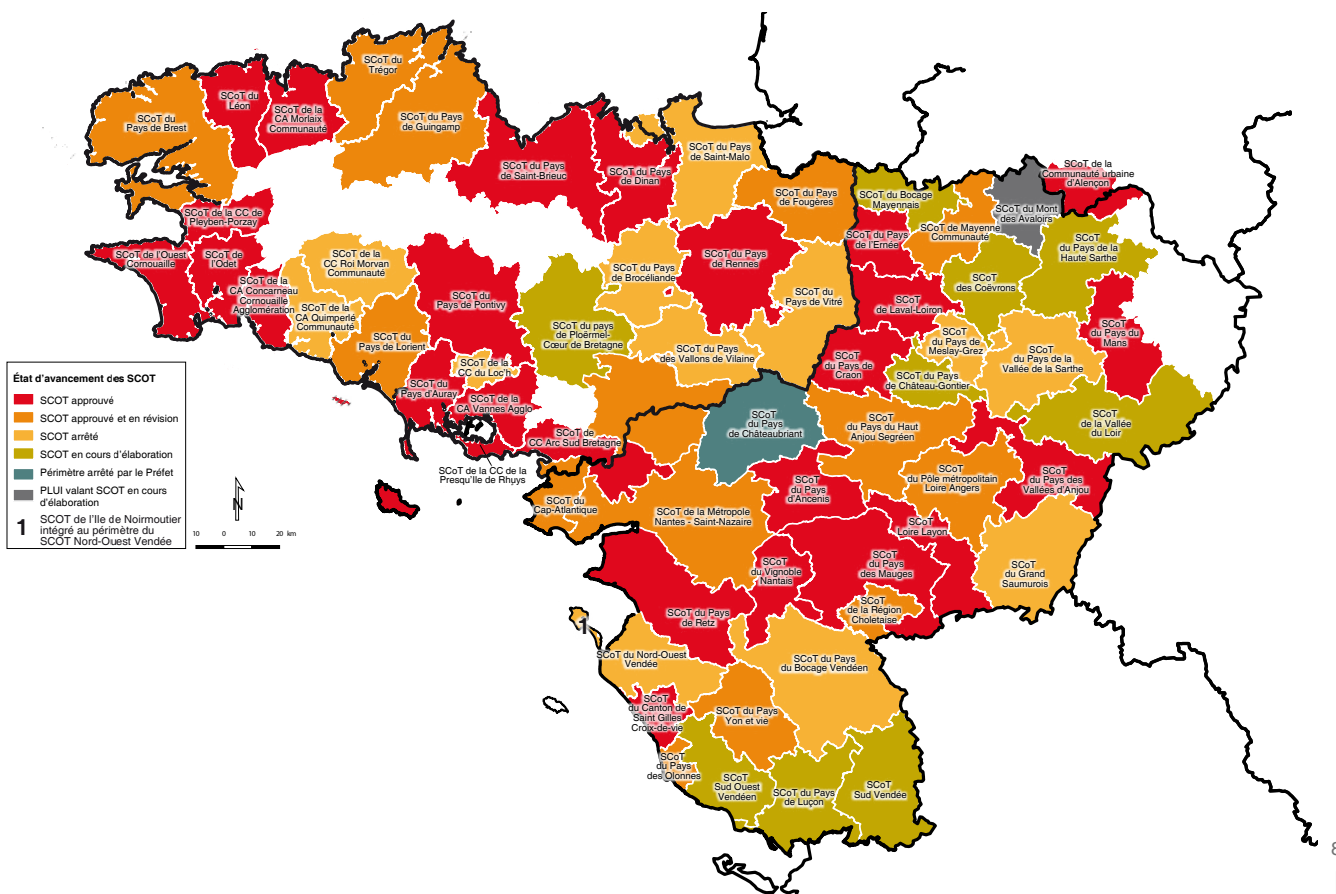 SCoT du
Trégor
SCoT du
Léon
SCoT de la
CA Morlaix
Communauté
SCoT du
Pays de Brest
SCoT du Pays
de Guingamp
SCoT du Pays
de Saint-Malo
SCoT du Pays
de Saint-Brieuc
SCoT du Pays
de Dinan
SCoT du Pays
de Fougères
SCoT du Bocage
Mayennais
SCoT du Mont
des Avaloirs
SCoT de la
Communauté urbaine
d'Alençon
SCoT de la CC de
Pleyben-Porzay
SCoT de l'Ouest
Cornouaille
SCoT de
l'Odet
SCoT de la
CA Concarneau
Cornouaille
Agglomération
SCoT de la
CC Roi Morvan
Communauté
SCoT de la
CA Quimperlé
Communauté
SCoT du
Pays de Lorient
SCoT du
Pays de Pontivy
SCoT du pays
de Ploërmel-
Cœur de Bretagne
SCoT du Pays
de Brocéliande
SCoT du Pays
de Rennes
SCoT du
Pays de Vitré
SCoT du Pays
des Vallons de Vilaine
SCoT du Pays
de l'Ernée
SCoT de Mayenne
Communauté
SCoT
du Pays de la
Haute Sarthe
SCoT
des Coëvrons
SCoT
de Laval-Loiron
SCoT
du Pays de
Meslay-Grez
SCoT
du Pays du
Mans
SCoT
du Pays de la
Vallée de la Sarthe
SCoT
du Pays de
Craon
SCoT du Pays
de Château-Gontier
SCoT
de la Vallée
du Loir
SCoT de la
CC du Loc'h
SCoT du
Pays d'Auray
SCoT de la
CA Vannes Agglo
SCoT de
CC Arc Sud Bretagne
SCoT de la CC de la
Presqu'Ile de Rhuys
SCoT
du Pays
de Châteaubriant
SCoT
du Pays du Haut
Anjou Segréen
SCoT
du Pôle métropolitain
Loire Angers
SCoT
du Pays des
Vallées d'Anjou
SCoT du
Cap-Atlantique
SCoT de la Métropole
Nantes - Saint-Nazaire
SCoT
du Pays
d'Ancenis
SCoT
Loire Layon
SCoT
du Grand
Saumurois
SCoT
du Vignoble
Nantais
SCoT
du Pays
des Mauges
SCoT
de la Région
Choletaise
SCoT du Pays
de Retz
1
SCoT du Nord-Ouest
Vendée
SCoT du Pays
du Bocage Vendéen
SCoT
du Canton de
Saint Gilles
Croix-de-vie
SCoT du Pays
Yon et vie
SCoT
du Pays
des Olonnes
SCoT
Sud Ouest
Vendéen
SCoT du Pays
de Luçon
SCoT
Sud Vendée
État d'avancement des SCOT
SCOT approuvé
SCOT approuvé et en révision
SCOT arrêté
SCOT en cours d'élaboration
Périmètre arrêté par le Préfet
PLUI valant SCOT en cours
d'élaboration
1 SCOT de l'Ile de Noirmoutier
intégré au périmètre du
SCOT Nord-Ouest Vendée
N
10 0 10 20 km
8